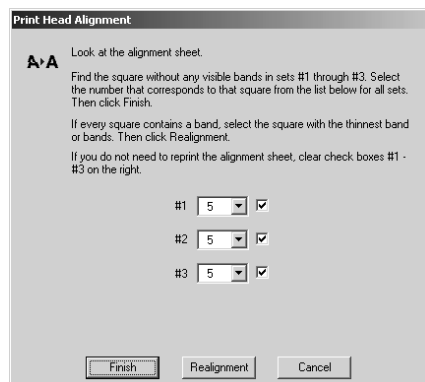 Print Head Alignment
A›A
Look at the alignment sheet.
Find the square without any visible bands in sets #1 through #3. Select
the number that corresponds to that square from the list below for all sets.
Then click Finish.
If every square contains a band, select the square with the thinnest band
or bands. Then click Realignment.
If you do not need to reprint the alignment sheet, clear check boxes #1 -
#3 on the right.
#1 5
#2 5
#3 5
Finish Realignment Cancel